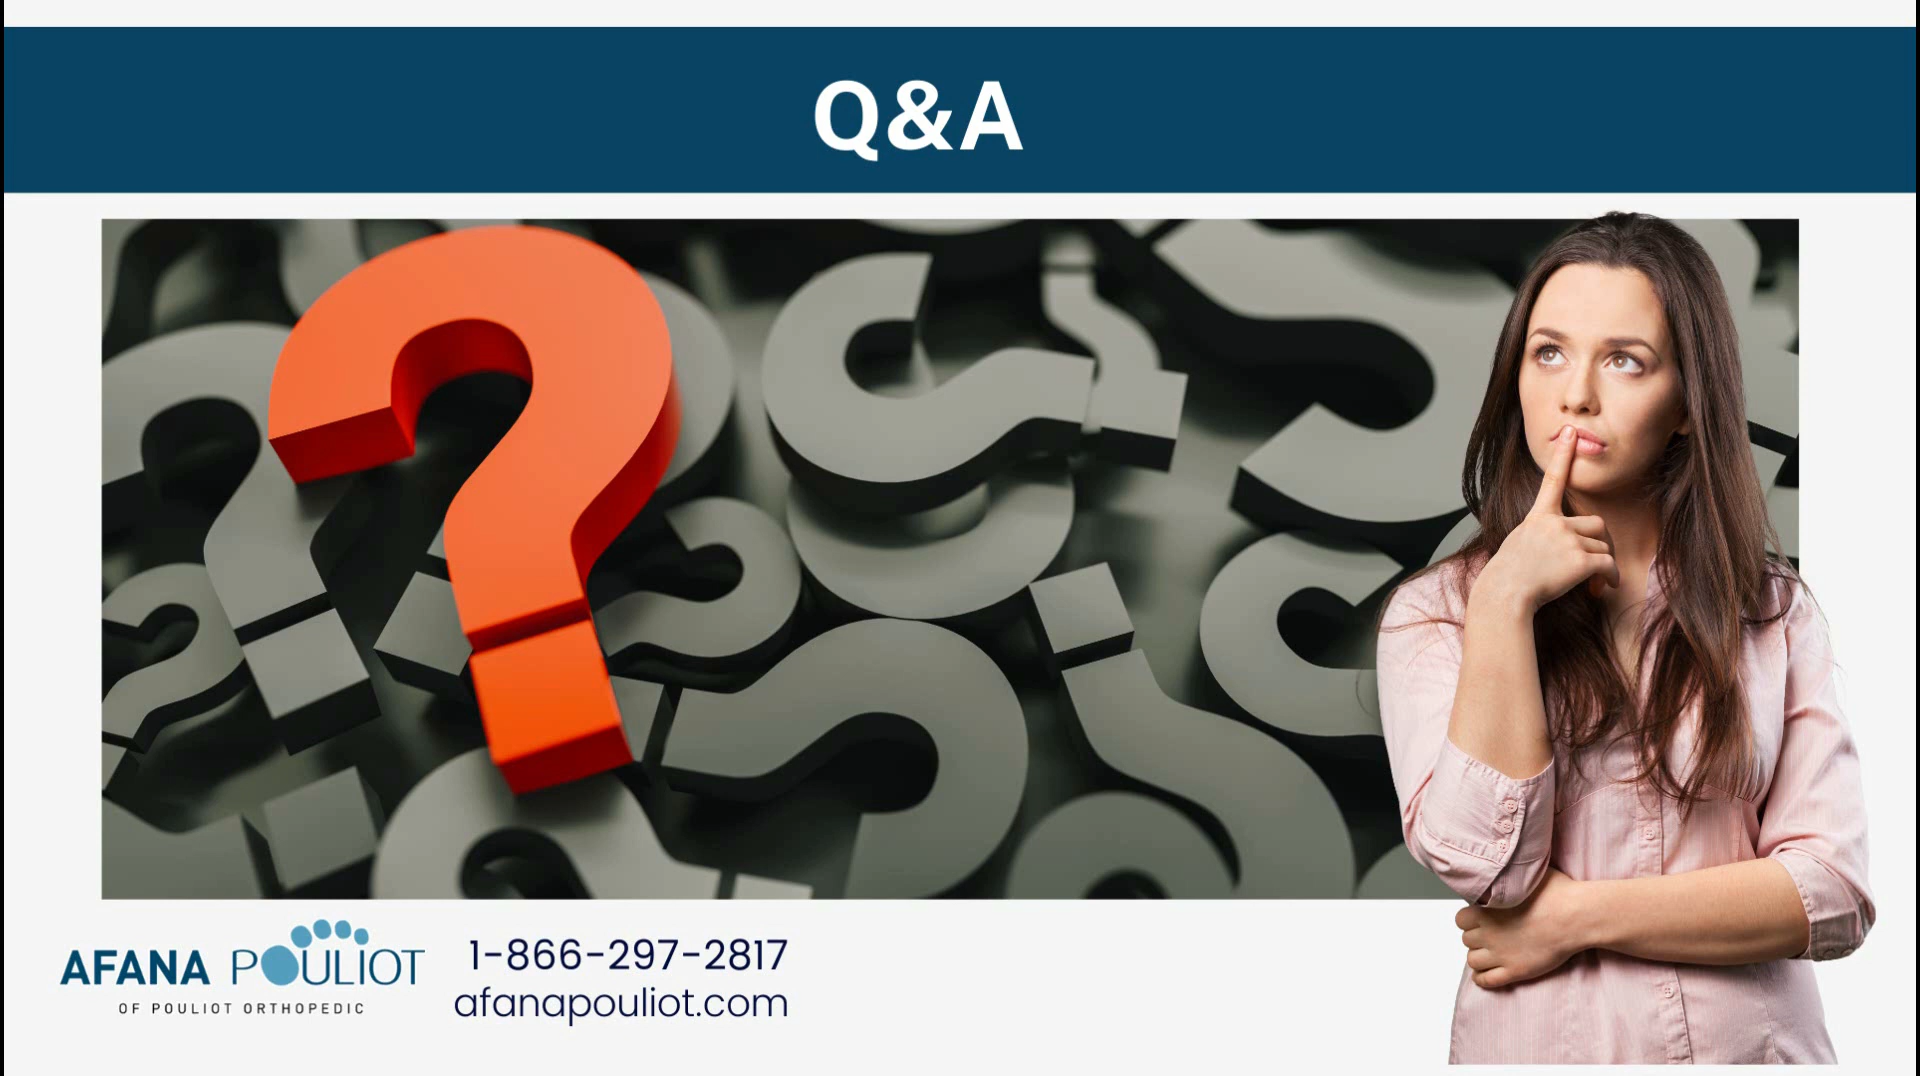 Q&A
AFANA POULIOT
OF POULIOT ORTHOPEDIC
1-866-297-2817
afanapouliot.com